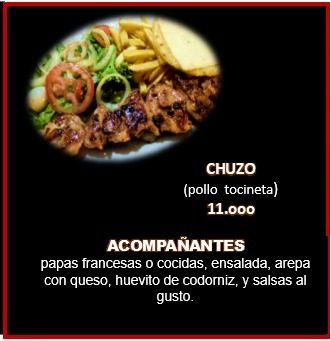 CHUZO
(pollo tocineta)
11.ooo
ACOMPAÑANTES
papas francesas o cocidas, ensalada, arepa
con queso, huevito de codorniz, y salsas al
gusto.